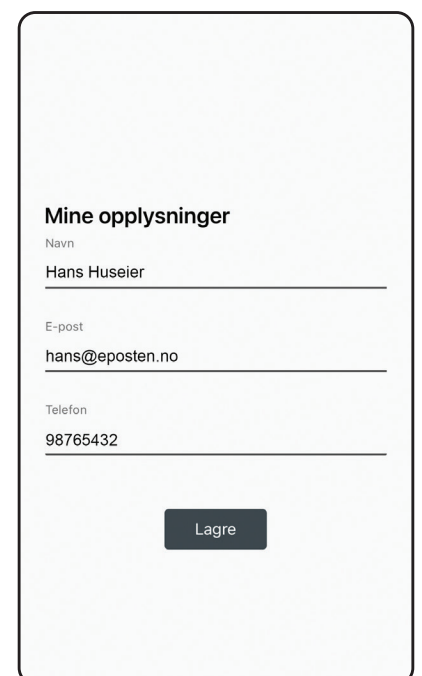 Mine opplysninger
Navn
Hans Huseier
E-post
hans@eposten.no
Telefon
98765432
Lagre